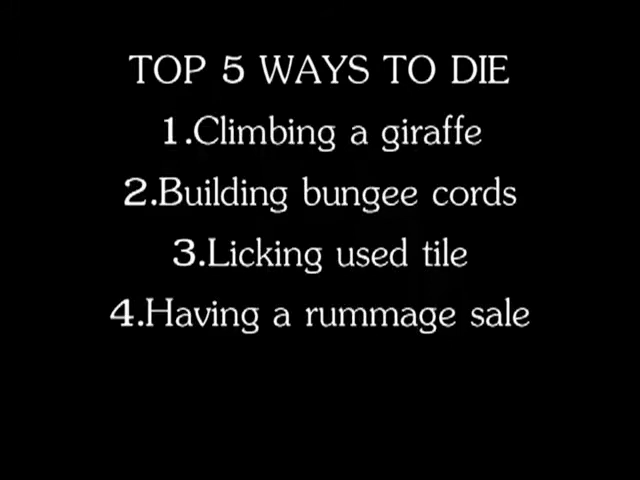 TOP 5 WAYS TO DIE
1.Climbing a giraffe
2.Building bungee cords
3.Licking used tile
4.Having a rummage sale